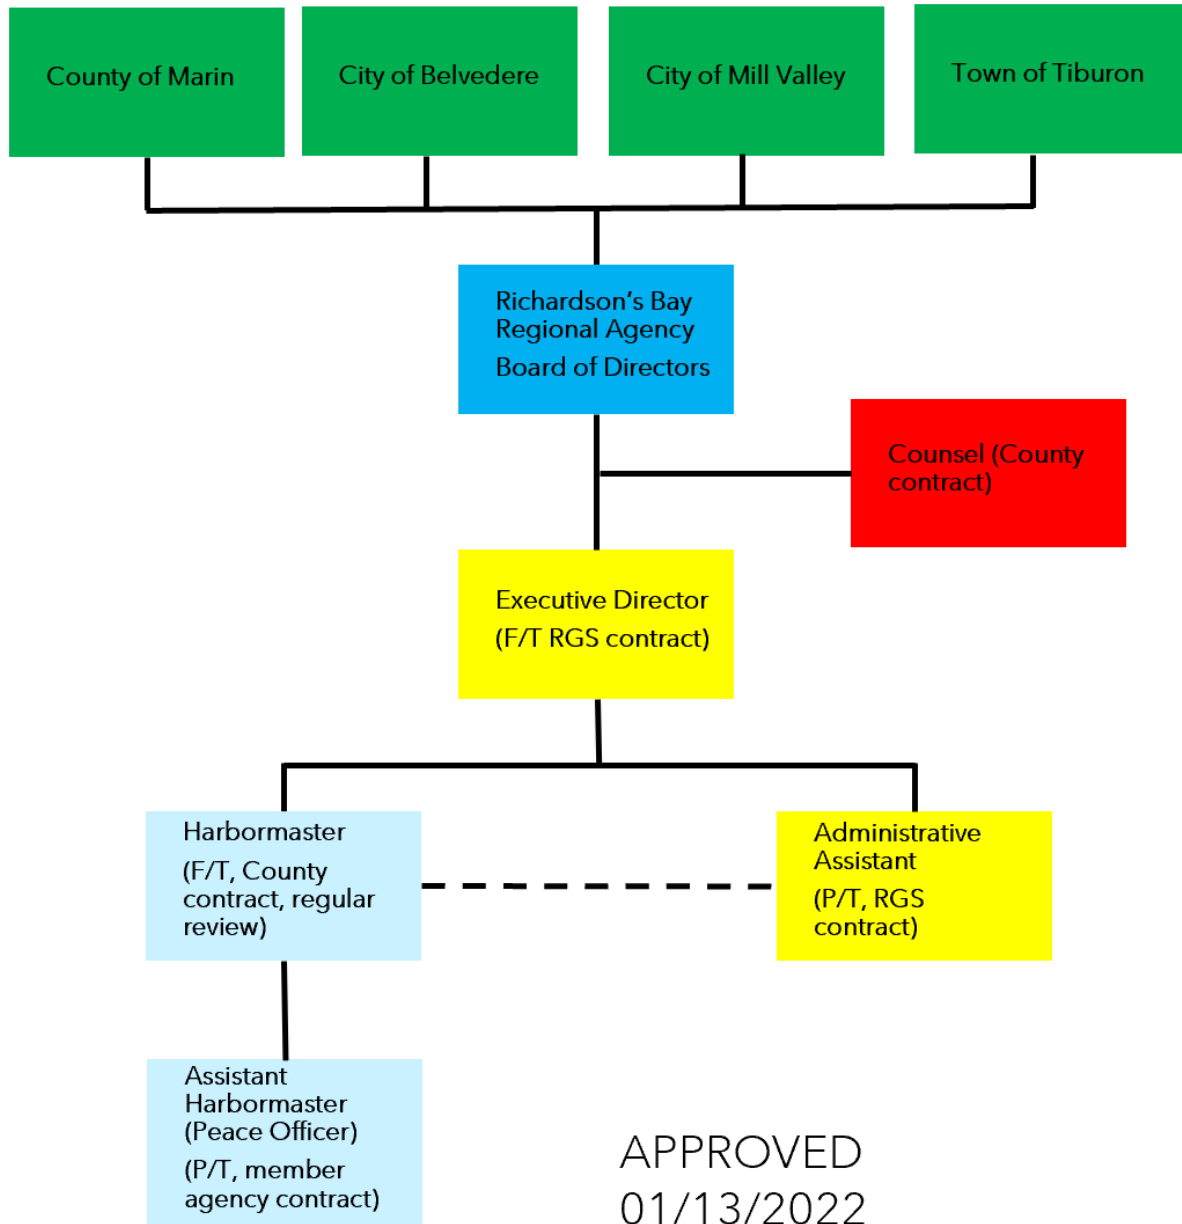 County of Marin
City of Belvedere
City of Mill Valley
Town of Tiburon
Richardson’s Bay
Regional Agency
Board of Directors
Counsel (County
contract)
Executive Director
(F/T RGS contract)
Harbormaster
(F/T, County
contract, regular
review)
Administrative
Assistant
(P/T, RGS
contract)
Assistant
Harbormaster
(Peace Officer)
(P/T, member
agency contract)
APPROVED
01/13/2022